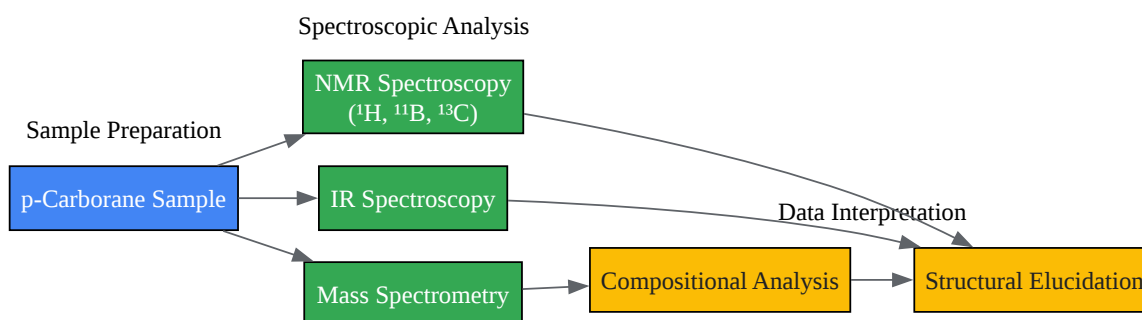 Spectroscopic Analysis
NMR Spectroscopy
(¹H, ¹¹B, ¹³C)
Sample Preparation
p-Carborane Sample
IR Spectroscopy
Data Interpretation
Mass Spectrometry
Compositional Analysis
Structural Elucidation